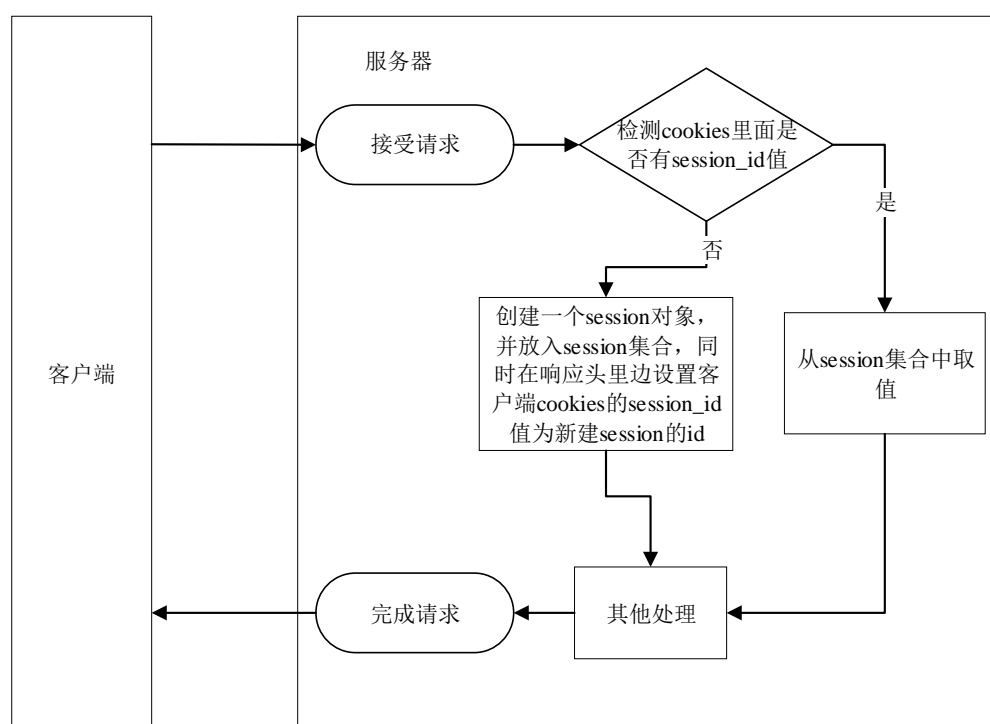 服务器
接受请求
检测cookies里面是
否有session_id值
是
否
创建一个session对象，
并放入session集合，同
时在响应头里边设置客
户端cookies的session_id
值为新建session的id
从session集合中取
值
客户端
完成请求
其他处理